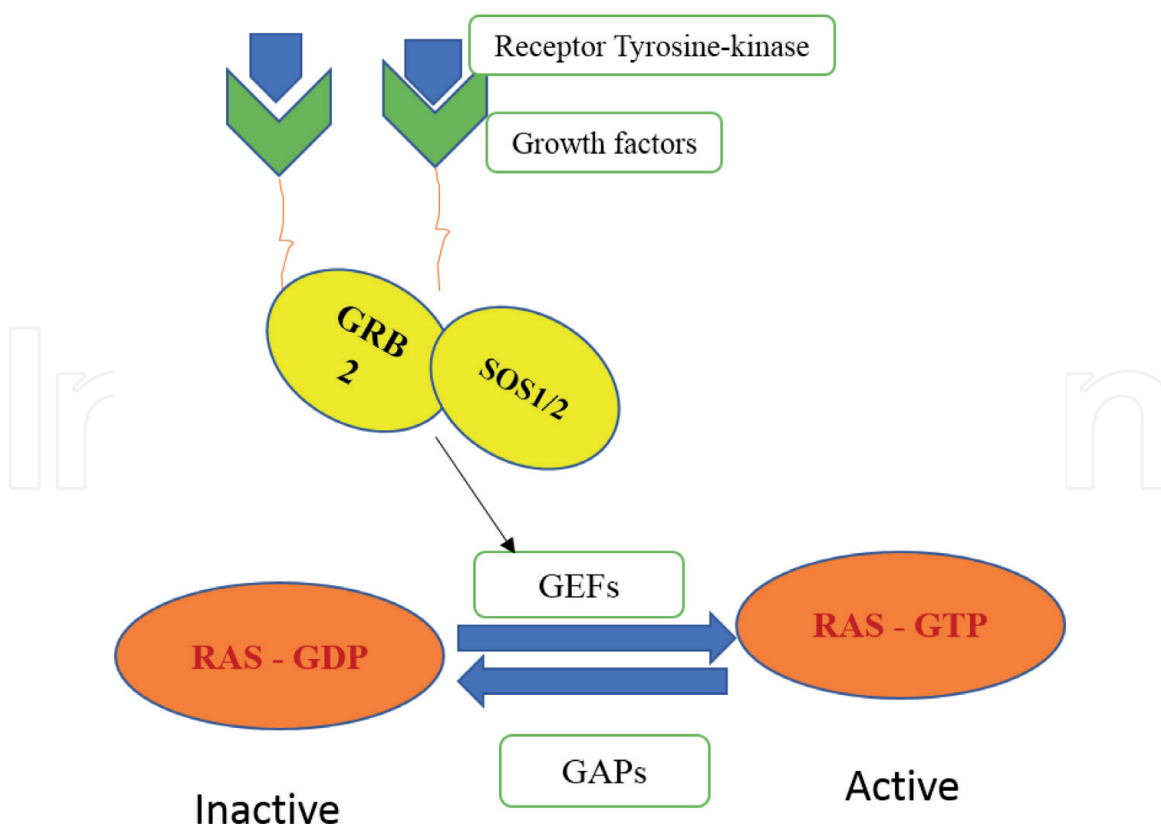 Receptor Tyrosine-kinase
Growth factors
GRB
2
SOS1/2
GEFs
RAS - GDP
RAS - GTP
GAPs
Inactive
Active